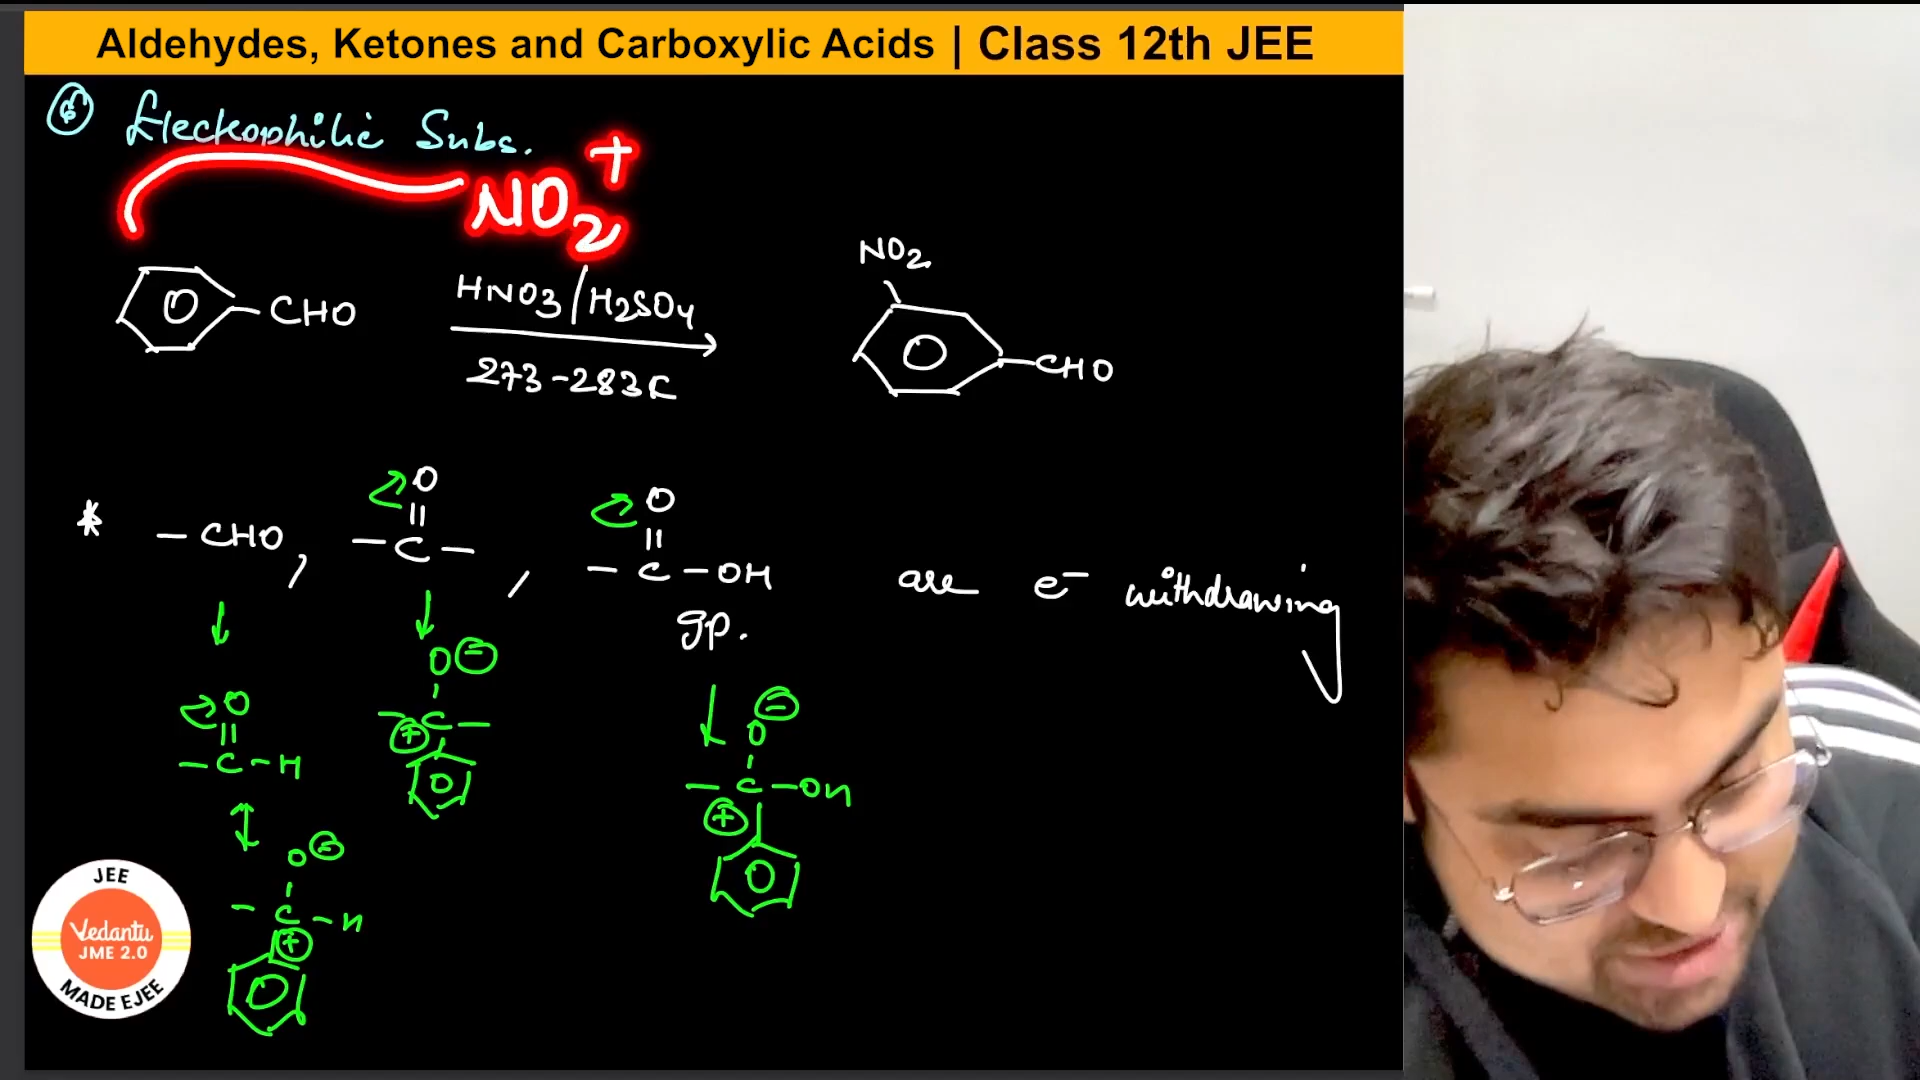 Aldehydes, Ketones and Carboxylic Acids | Class 12th JEE
⑥ Electrophilic Subs.
NO2+
NO2
CHO
HNO3/H2SO4
273-283K
CHO
* -CHO, -C-, -C-OH are e- withdrawing
O
O
gp.
O⊖
-C-
⊕
O
-C-H
O⊖
-C-OH
⊕
O⊖
-C-H
⊕
JEE
Vedantu
JME 2.0
MADE EJEE